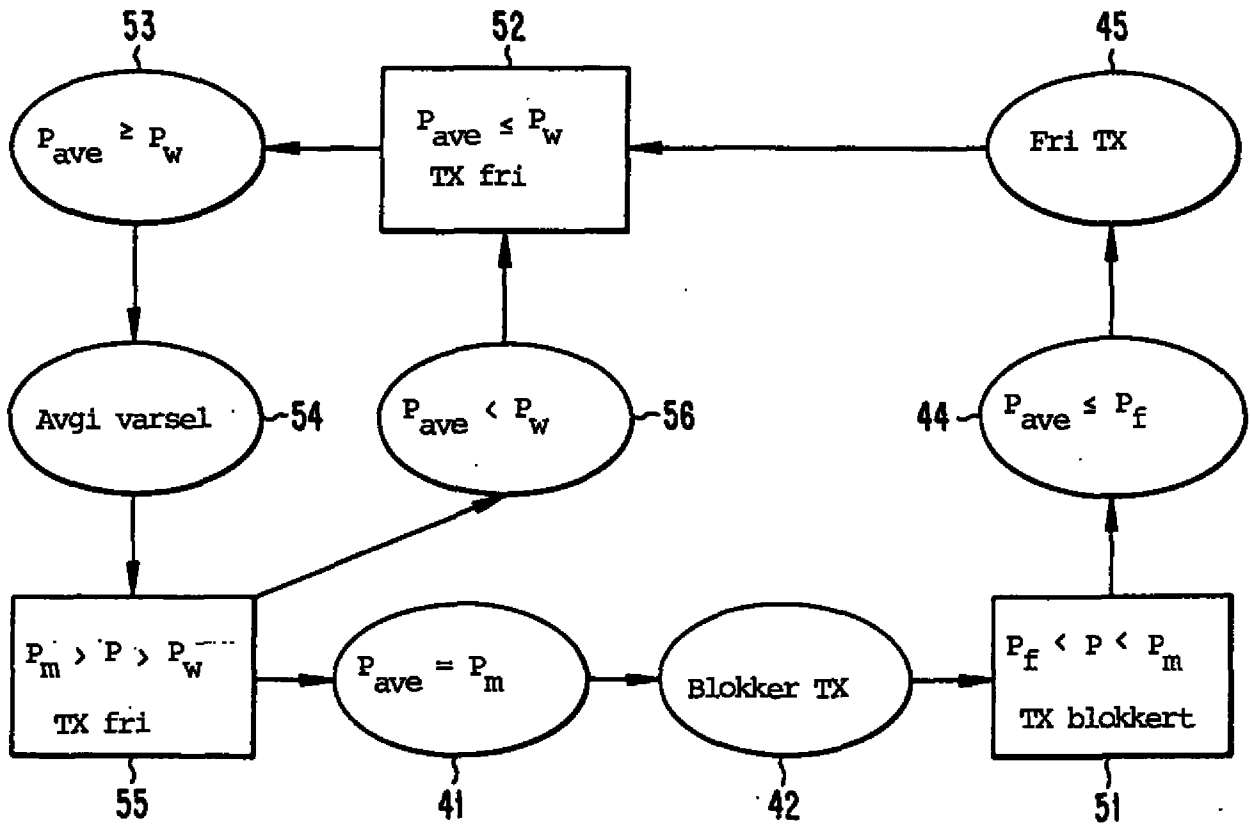 53
52
45
P_ave ≥ P_w
P_ave ≤ P_w
TX fri
Fri TX
Avgi varsel
54
P_ave < P_w
56
44
P_ave ≤ P_f
P_m > P > P_w
TX fri
P_ave = P_m
Blokker TX
P_f < P < P_m
TX blokkert
55
41
42
51